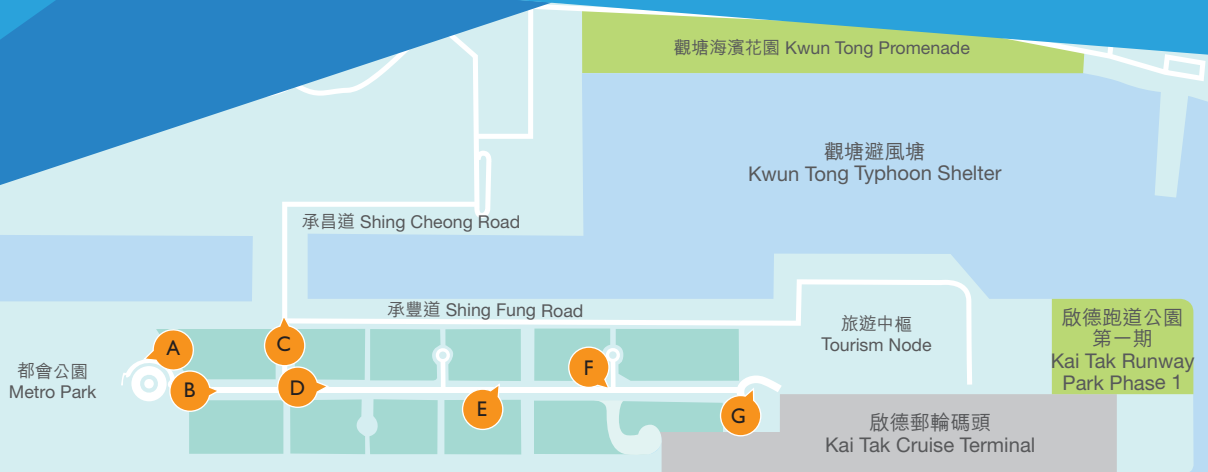 觀塘海濱花園 Kwun Tong Promenade
觀塘避風塘
Kwun Tong Typhoon Shelter
承昌道 Shing Cheong Road
承豐道 Shing Fung Road
旅遊中樞
Tourism Node
啟德跑道公園
第一期
Kai Tak Runway
Park Phase 1
都會公園
Metro Park
A
B
C
D
E
F
G
啟德郵輪碼頭
Kai Tak Cruise Terminal